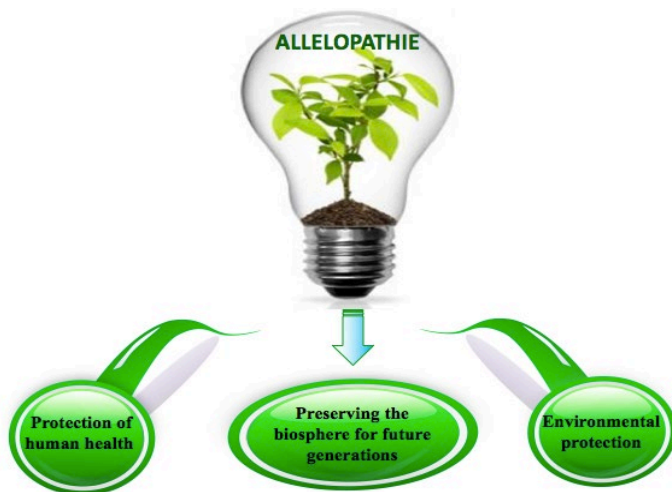 ALLELOPATHIE
Protection of
human health
Preserving the
biosphere for future
generations
Environmental
protection